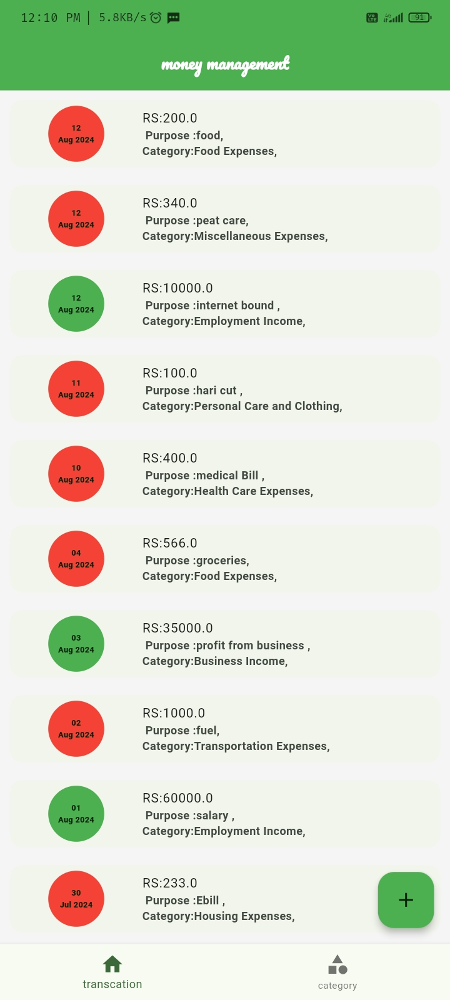 12:10 PM | 5.8KB/s
Vo LTE 4G 91
money management
12
Aug 2024
RS:200.0
Purpose :food,
Category:Food Expenses,
12
Aug 2024
RS:340.0
Purpose :peat care,
Category:Miscellaneous Expenses,
12
Aug 2024
RS:10000.0
Purpose :internet bound ,
Category:Employment Income,
11
Aug 2024
RS:100.0
Purpose :hari cut ,
Category:Personal Care and Clothing,
10
Aug 2024
RS:400.0
Purpose :medical Bill ,
Category:Health Care Expenses,
04
Aug 2024
RS:566.0
Purpose :groceries,
Category:Food Expenses,
03
Aug 2024
RS:35000.0
Purpose :profit from business ,
Category:Business Income,
02
Aug 2024
RS:1000.0
Purpose :fuel,
Category:Transportation Expenses,
01
Aug 2024
RS:60000.0
Purpose :salary ,
Category:Employment Income,
30
Jul 2024
RS:233.0
Purpose :Ebill ,
Category:Housing Expenses,
+
transcation
category